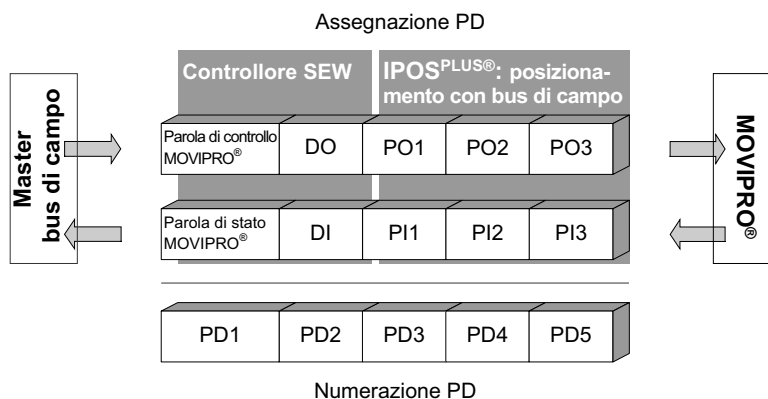 Assegnazione PD
Controllore SEW
IPOSPLUS®: posiziona-
mento con bus di campo
Master
bus di campo
Parola di controllo
MOVIPRO®
DO
PO1
PO2
PO3
MOVIPRO®
Parola di stato
MOVIPRO®
DI
PI1
PI2
PI3
PD1
PD2
PD3
PD4
PD5
Numerazione PD